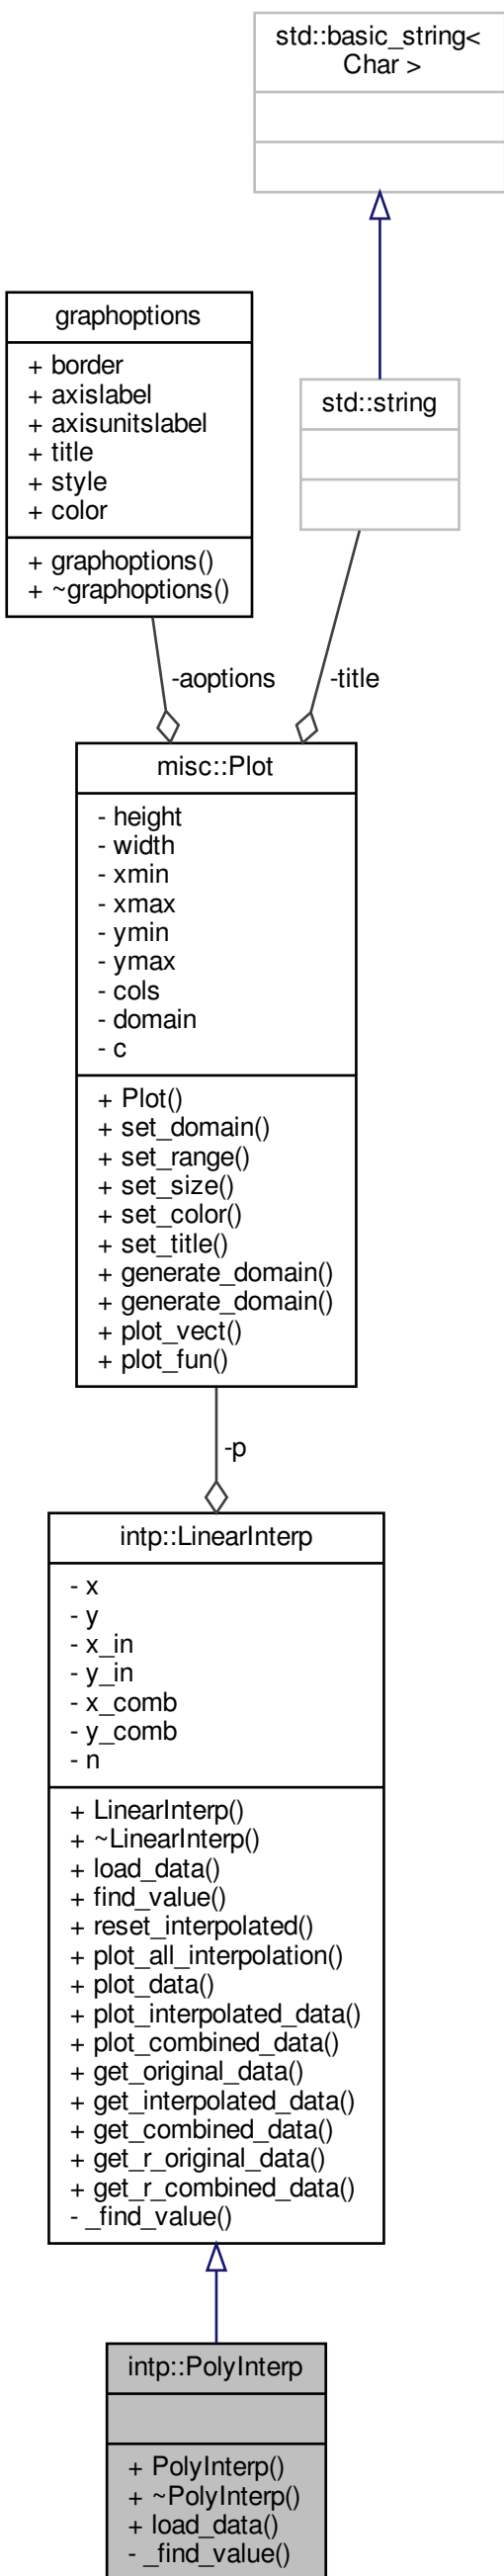 std::basic_string<
Char >
graphoptions
+ border
+ axislabel
+ axisunitslabel
+ title
+ style
+ color
+ graphoptions()
+ ~graphoptions()
std::string
-aoptions
-title
misc::Plot
- height
- width
- xmin
- xmax
- ymin
- ymax
- cols
- domain
- c
+ Plot()
+ set_domain()
+ set_range()
+ set_size()
+ set_color()
+ set_title()
+ generate_domain()
+ generate_domain()
+ plot_vect()
+ plot_fun()
-p
intp::LinearInterp
- x
- y
- x_in
- y_in
- x_comb
- y_comb
- n
+ LinearInterp()
+ ~LinearInterp()
+ load_data()
+ find_value()
+ reset_interpolated()
+ plot_all_interpolation()
+ plot_data()
+ plot_interpolated_data()
+ plot_combined_data()
+ get_original_data()
+ get_interpolated_data()
+ get_combined_data()
+ get_r_original_data()
+ get_r_combined_data()
- _find_value()
intp::PolyInterp
+ PolyInterp()
+ ~PolyInterp()
+ load_data()
- _find_value()